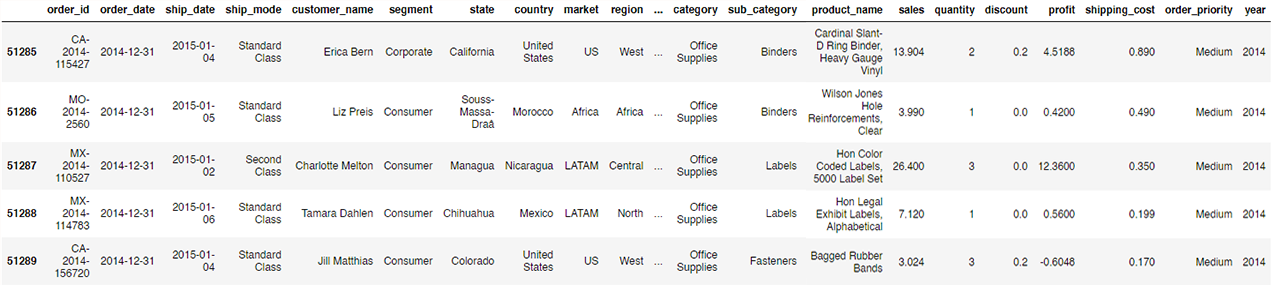 order_id order_date ship_date ship_mode customer_name segment state country market region ... category sub_category product_name sales quantity discount profit shipping_cost order_priority year
51285 CA-2014-115427 2014-12-31 2015-01-04 Standard Class Erica Bern Corporate California United States US West ... Office Supplies Binders Cardinal Slant-D Ring Binder, Heavy Gauge Vinyl 13.904 2 0.2 4.5188 0.890 Medium 2014
51286 MO-2014-2560 2014-12-31 2015-01-05 Standard Class Liz Preis Consumer Souss-Massa-Draâ Morocco Africa Africa ... Office Supplies Binders Wilson Jones Hole Reinforcements, Clear 3.990 1 0.0 0.4200 0.490 Medium 2014
51287 MX-2014-110527 2014-12-31 2015-01-02 Second Class Charlotte Melton Consumer Managua Nicaragua LATAM Central ... Office Supplies Labels Hon Color Coded Labels, 5000 Label Set 26.400 3 0.0 12.3600 0.350 Medium 2014
51288 MX-2014-114783 2014-12-31 2015-01-06 Standard Class Tamara Dahlen Consumer Chihuahua Mexico LATAM North ... Office Supplies Labels Hon Legal Exhibit Labels, Alphabetical 7.120 1 0.0 0.5600 0.199 Medium 2014
51289 CA-2014-156720 2014-12-31 2015-01-04 Standard Class Jill Matthias Consumer Colorado United States US West ... Office Supplies Fasteners Bagged Rubber Bands 3.024 3 0.2 -0.6048 0.170 Medium 2014